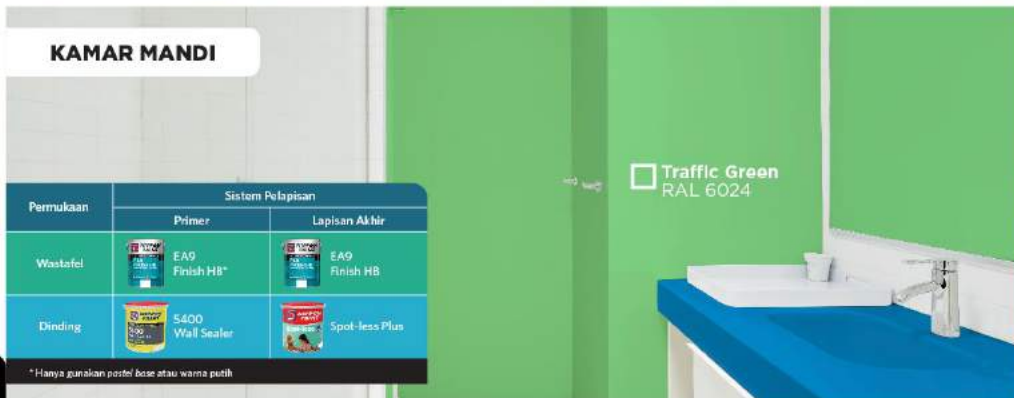 KAMAR MANDI
Traffic Green
RAL 6024
Permukaan
Sistem Pelapisan
Primer
Lapisan Akhir
Wastafel
EA9
Finish HB*
EA9
Finish HB
Dinding
5400
Wall Sealer
Spot-less Plus
* Hanya gunakan pastel base atau warna putih